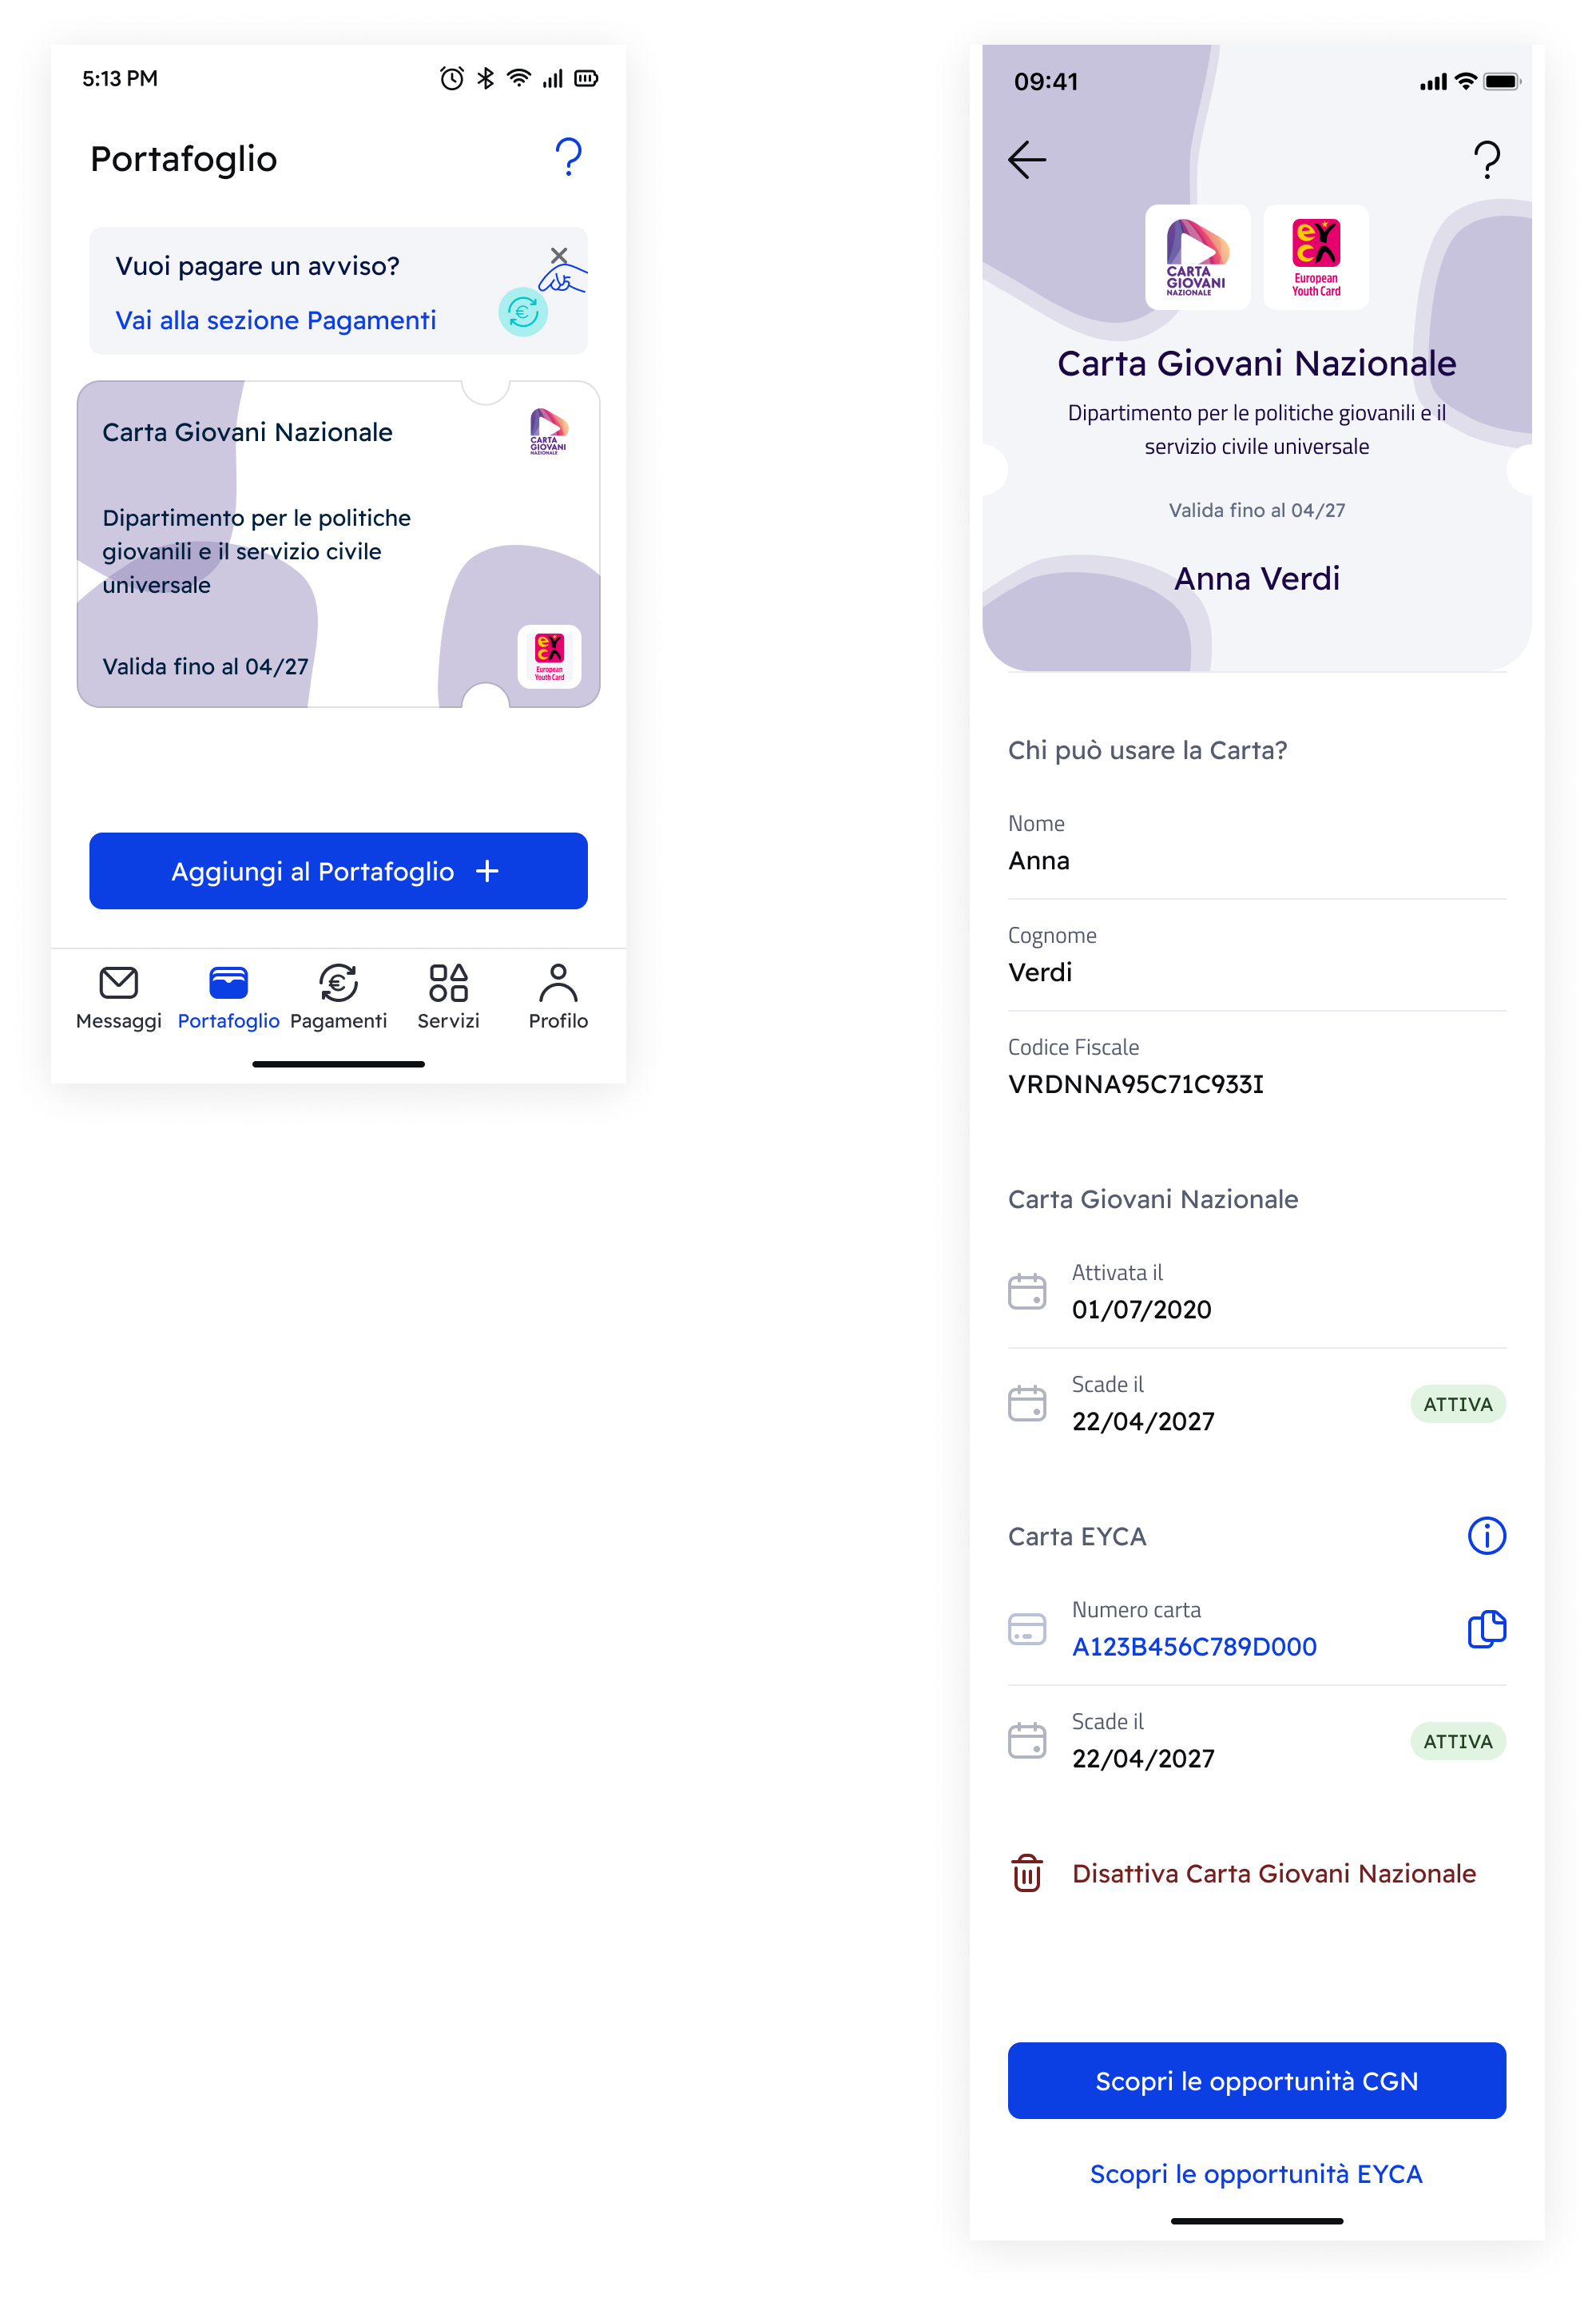 5:13 PM
Portafoglio
Vuoi pagare un avviso?
Vai alla sezione Pagamenti
Carta Giovani Nazionale
CARTA
GIOVANI
NAZIONALE
Dipartimento per le politiche
giovanili e il servizio civile
universale
Valida fino al 04/27
EYCA
European
Youth Card
Aggiungi al Portafoglio
Messaggi
Portafoglio
Pagamenti
Servizi
Profilo
09:41
CARTA
GIOVANI
NAZIONALE
EYCA
European
Youth Card
Carta Giovani Nazionale
Dipartimento per le politiche giovanili e il
servizio civile universale
Valida fino al 04/27
Anna Verdi
Chi può usare la Carta?
Nome
Anna
Cognome
Verdi
Codice Fiscale
VRDNNA95C71C933I
Carta Giovani Nazionale
Attivata il
01/07/2020
Scade il
22/04/2027
ATTIVA
Carta EYCA
Numero carta
A123B456C789D000
Scade il
22/04/2027
ATTIVA
Disattiva Carta Giovani Nazionale
Scopri le opportunità CGN
Scopri le opportunità EYCA